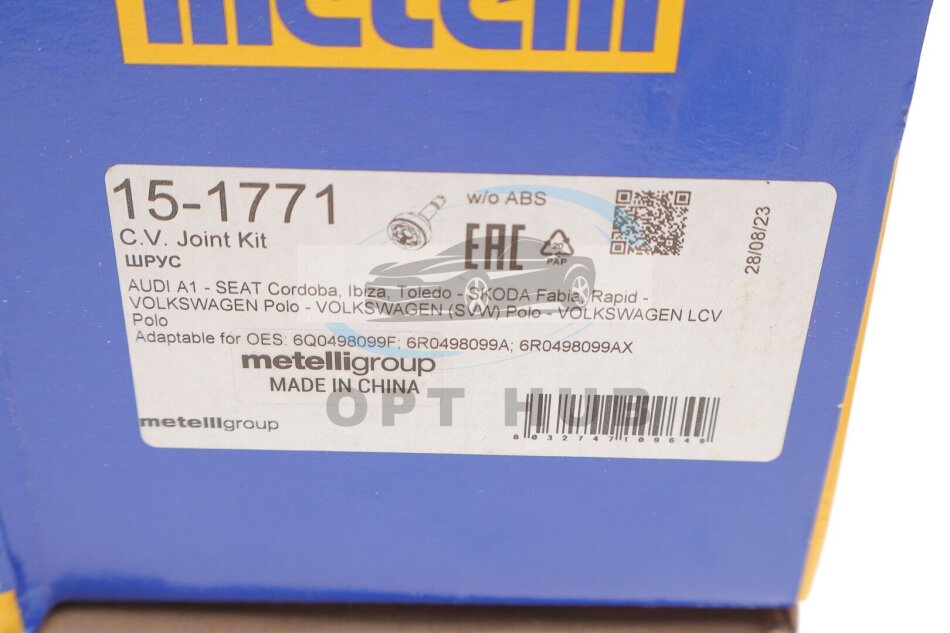 metelli
15-1771
w/o ABS
C.V. Joint Kit
ШРУС
EAC
20
PAP
28/08/23
AUDI A1 - SEAT Cordoba, Ibiza, Toledo - SKODA Fabia, Rapid -
VOLKSWAGEN Polo - VOLKSWAGEN (SVW) Polo - VOLKSWAGEN LCV
Polo
Adaptable for OES: 6Q0498099F; 6R0498099A; 6R0498099AX
metelligroup
MADE IN CHINA
OPT HUB
metelligroup
8032747109649